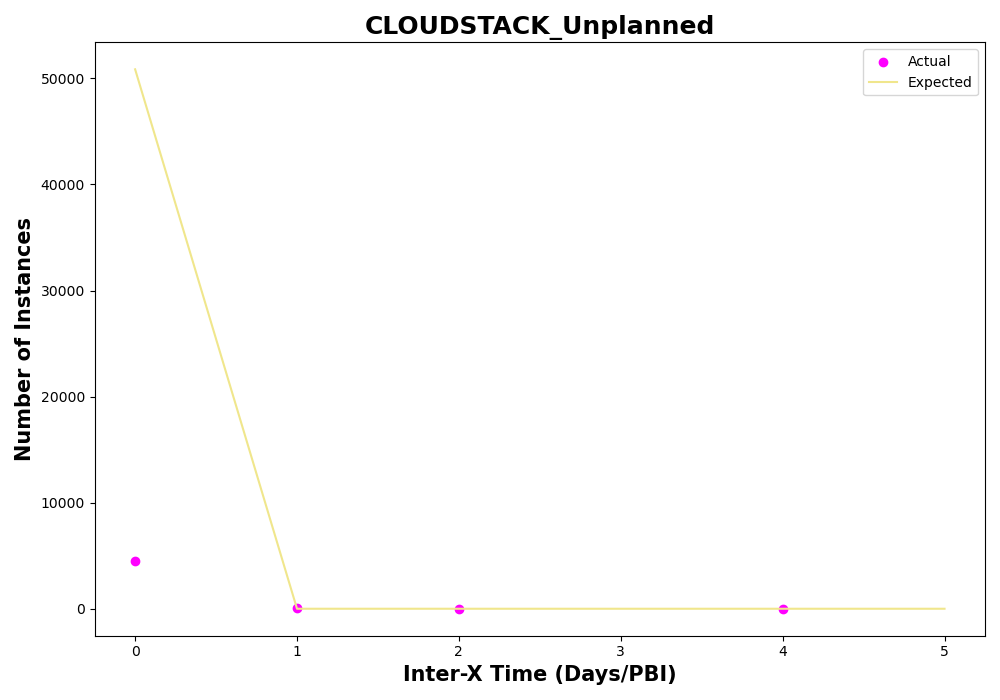 CLOUDSTACK_Unplanned
Actual
Expected
50000
40000
30000
20000
10000
0
Number of Instances
0 1 2 3 4 5
Inter-X Time (Days/PBI)